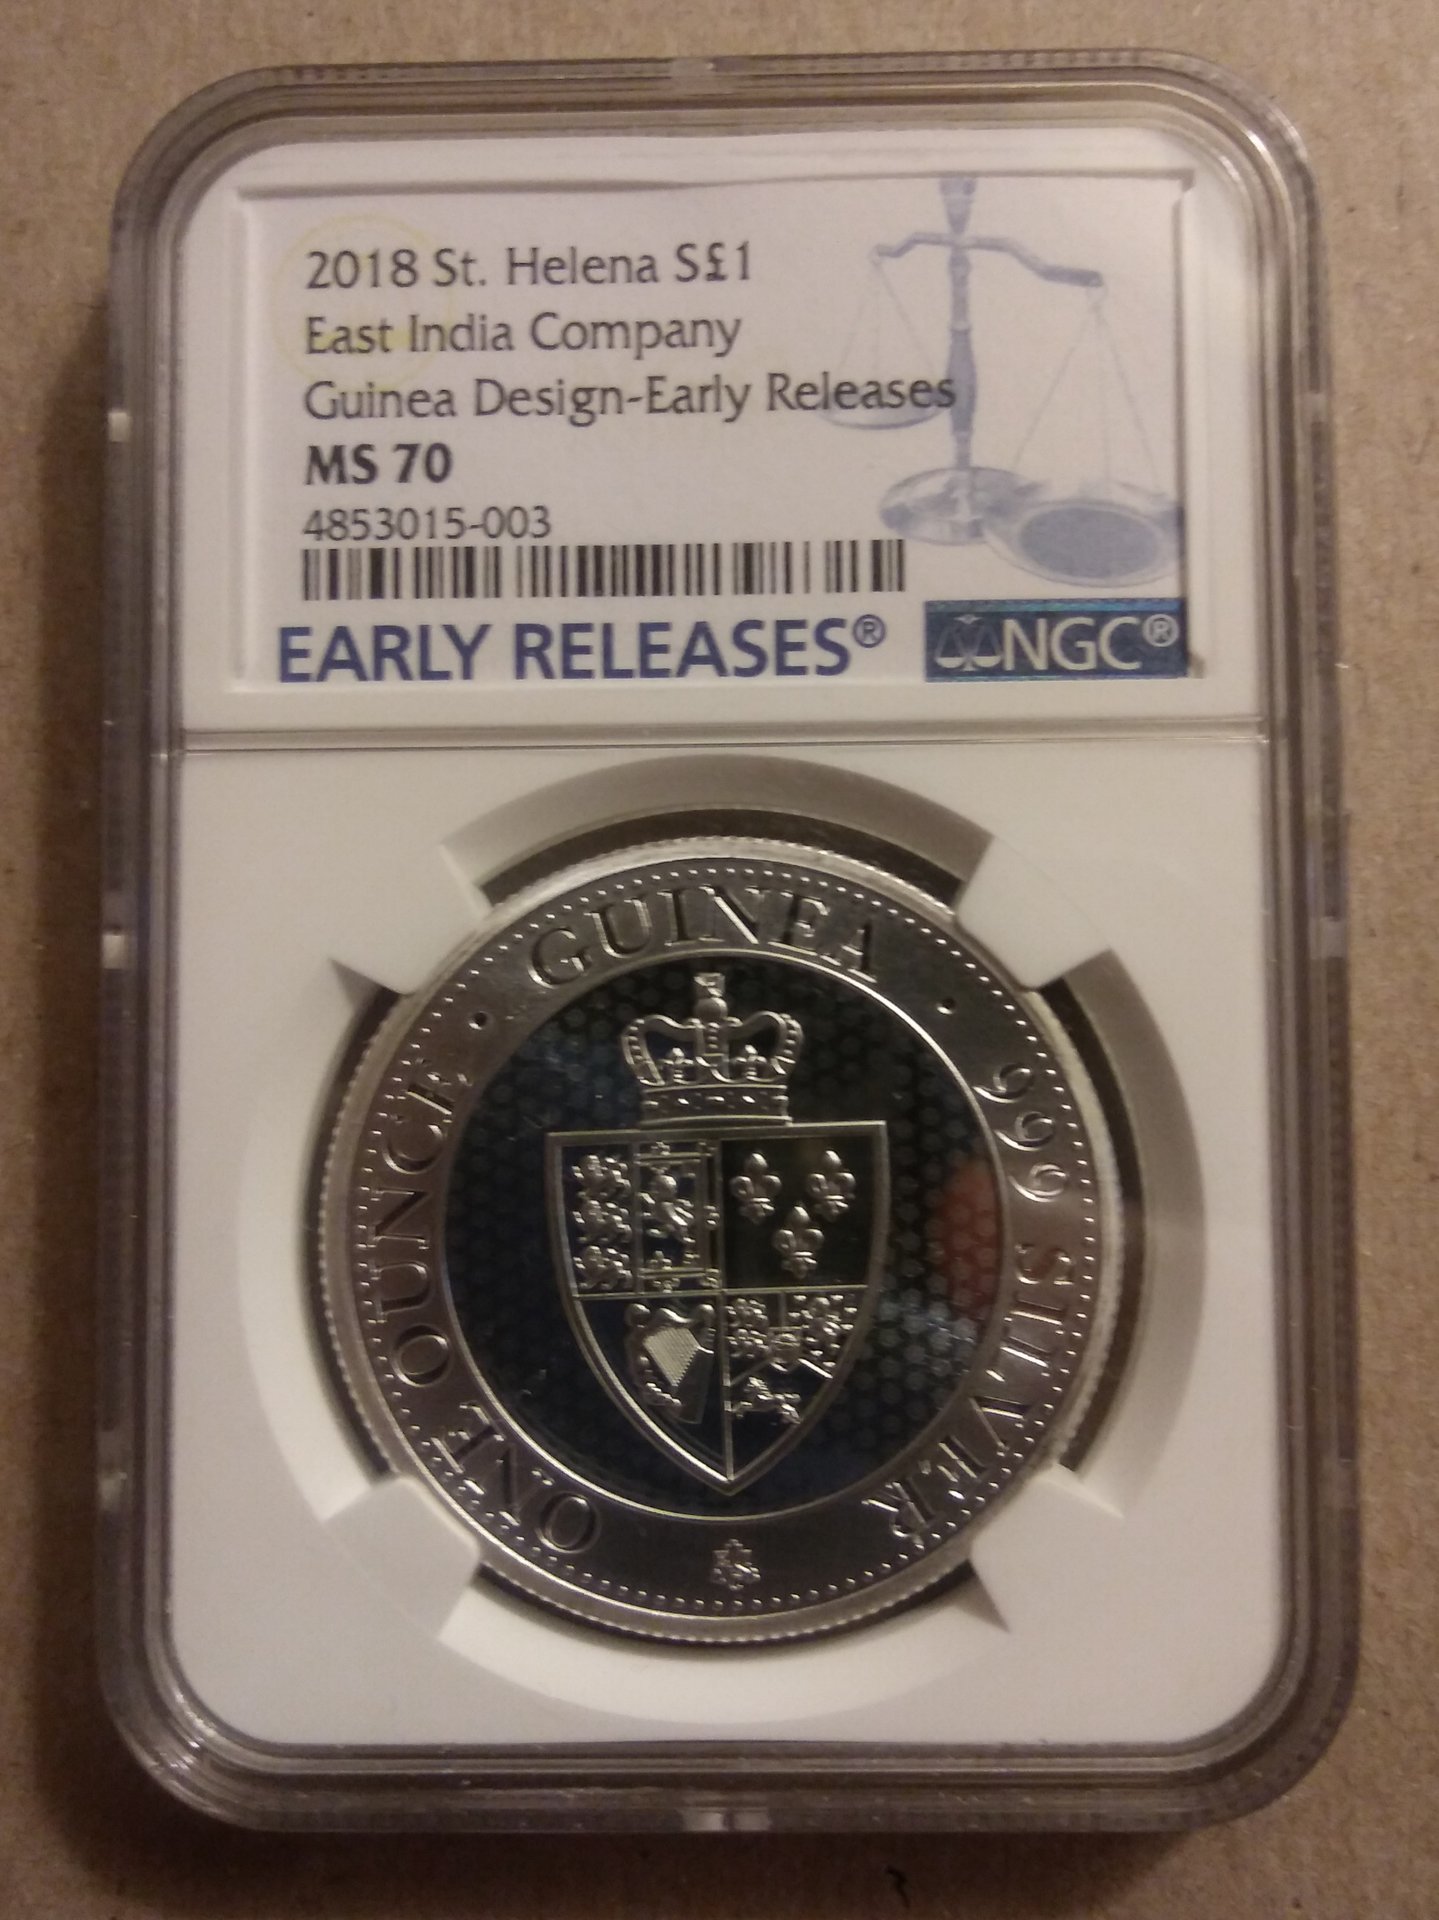 2018 St. Helena S£1
East India Company
Guinea Design-Early Releases
MS 70
4853015-003
EARLY RELEASES®
NGC®
ONE OUNCE · GUINEA · 999 SILVER